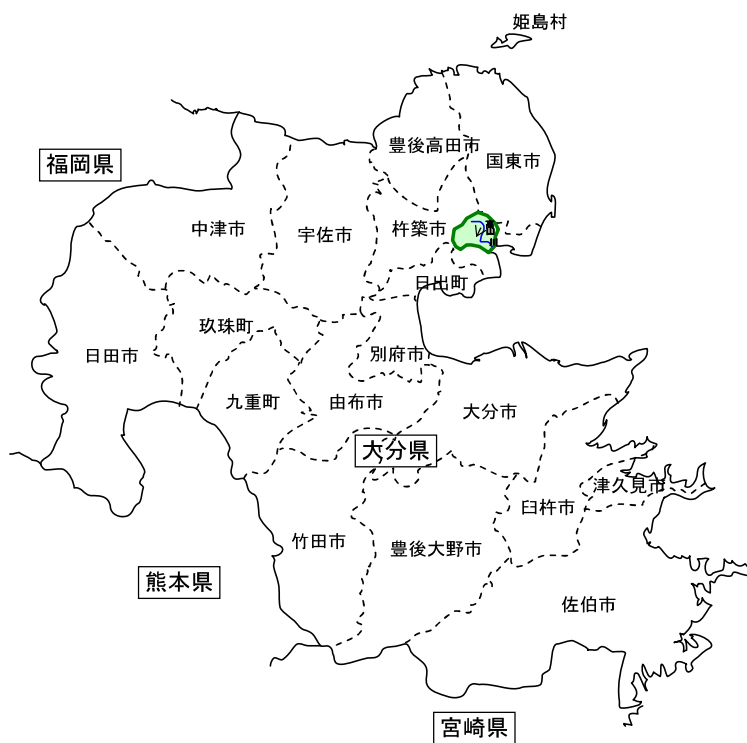 姫島村
豊後高田市
国東市
福岡県
中津市
宇佐市
杵築市
日出町
玖珠町
日田市
別府市
九重町
由布市
大分市
大分県
津久見市
臼杵市
竹田市
豊後大野市
熊本県
佐伯市
宮崎県